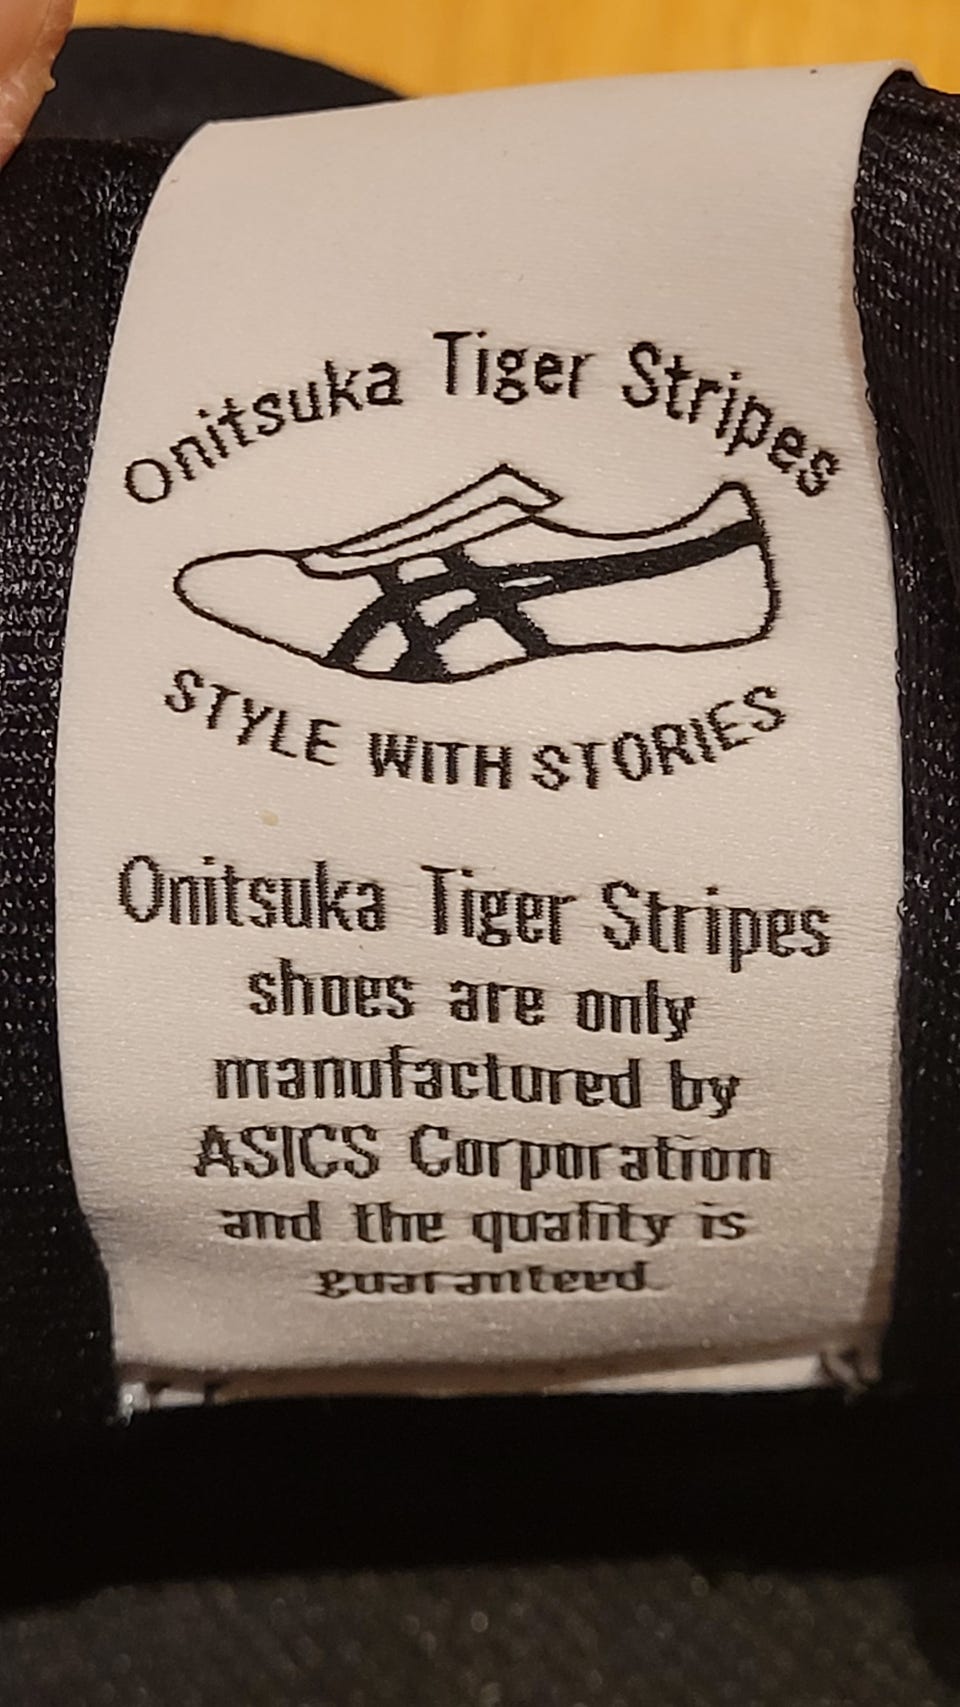 Onitsuka Tiger Stripes
STYLE WITH STORIES
Onitsuka Tiger Stripes
shoes are only
manufactured by
ASICS Corporation
and the quality is
guaranteed.